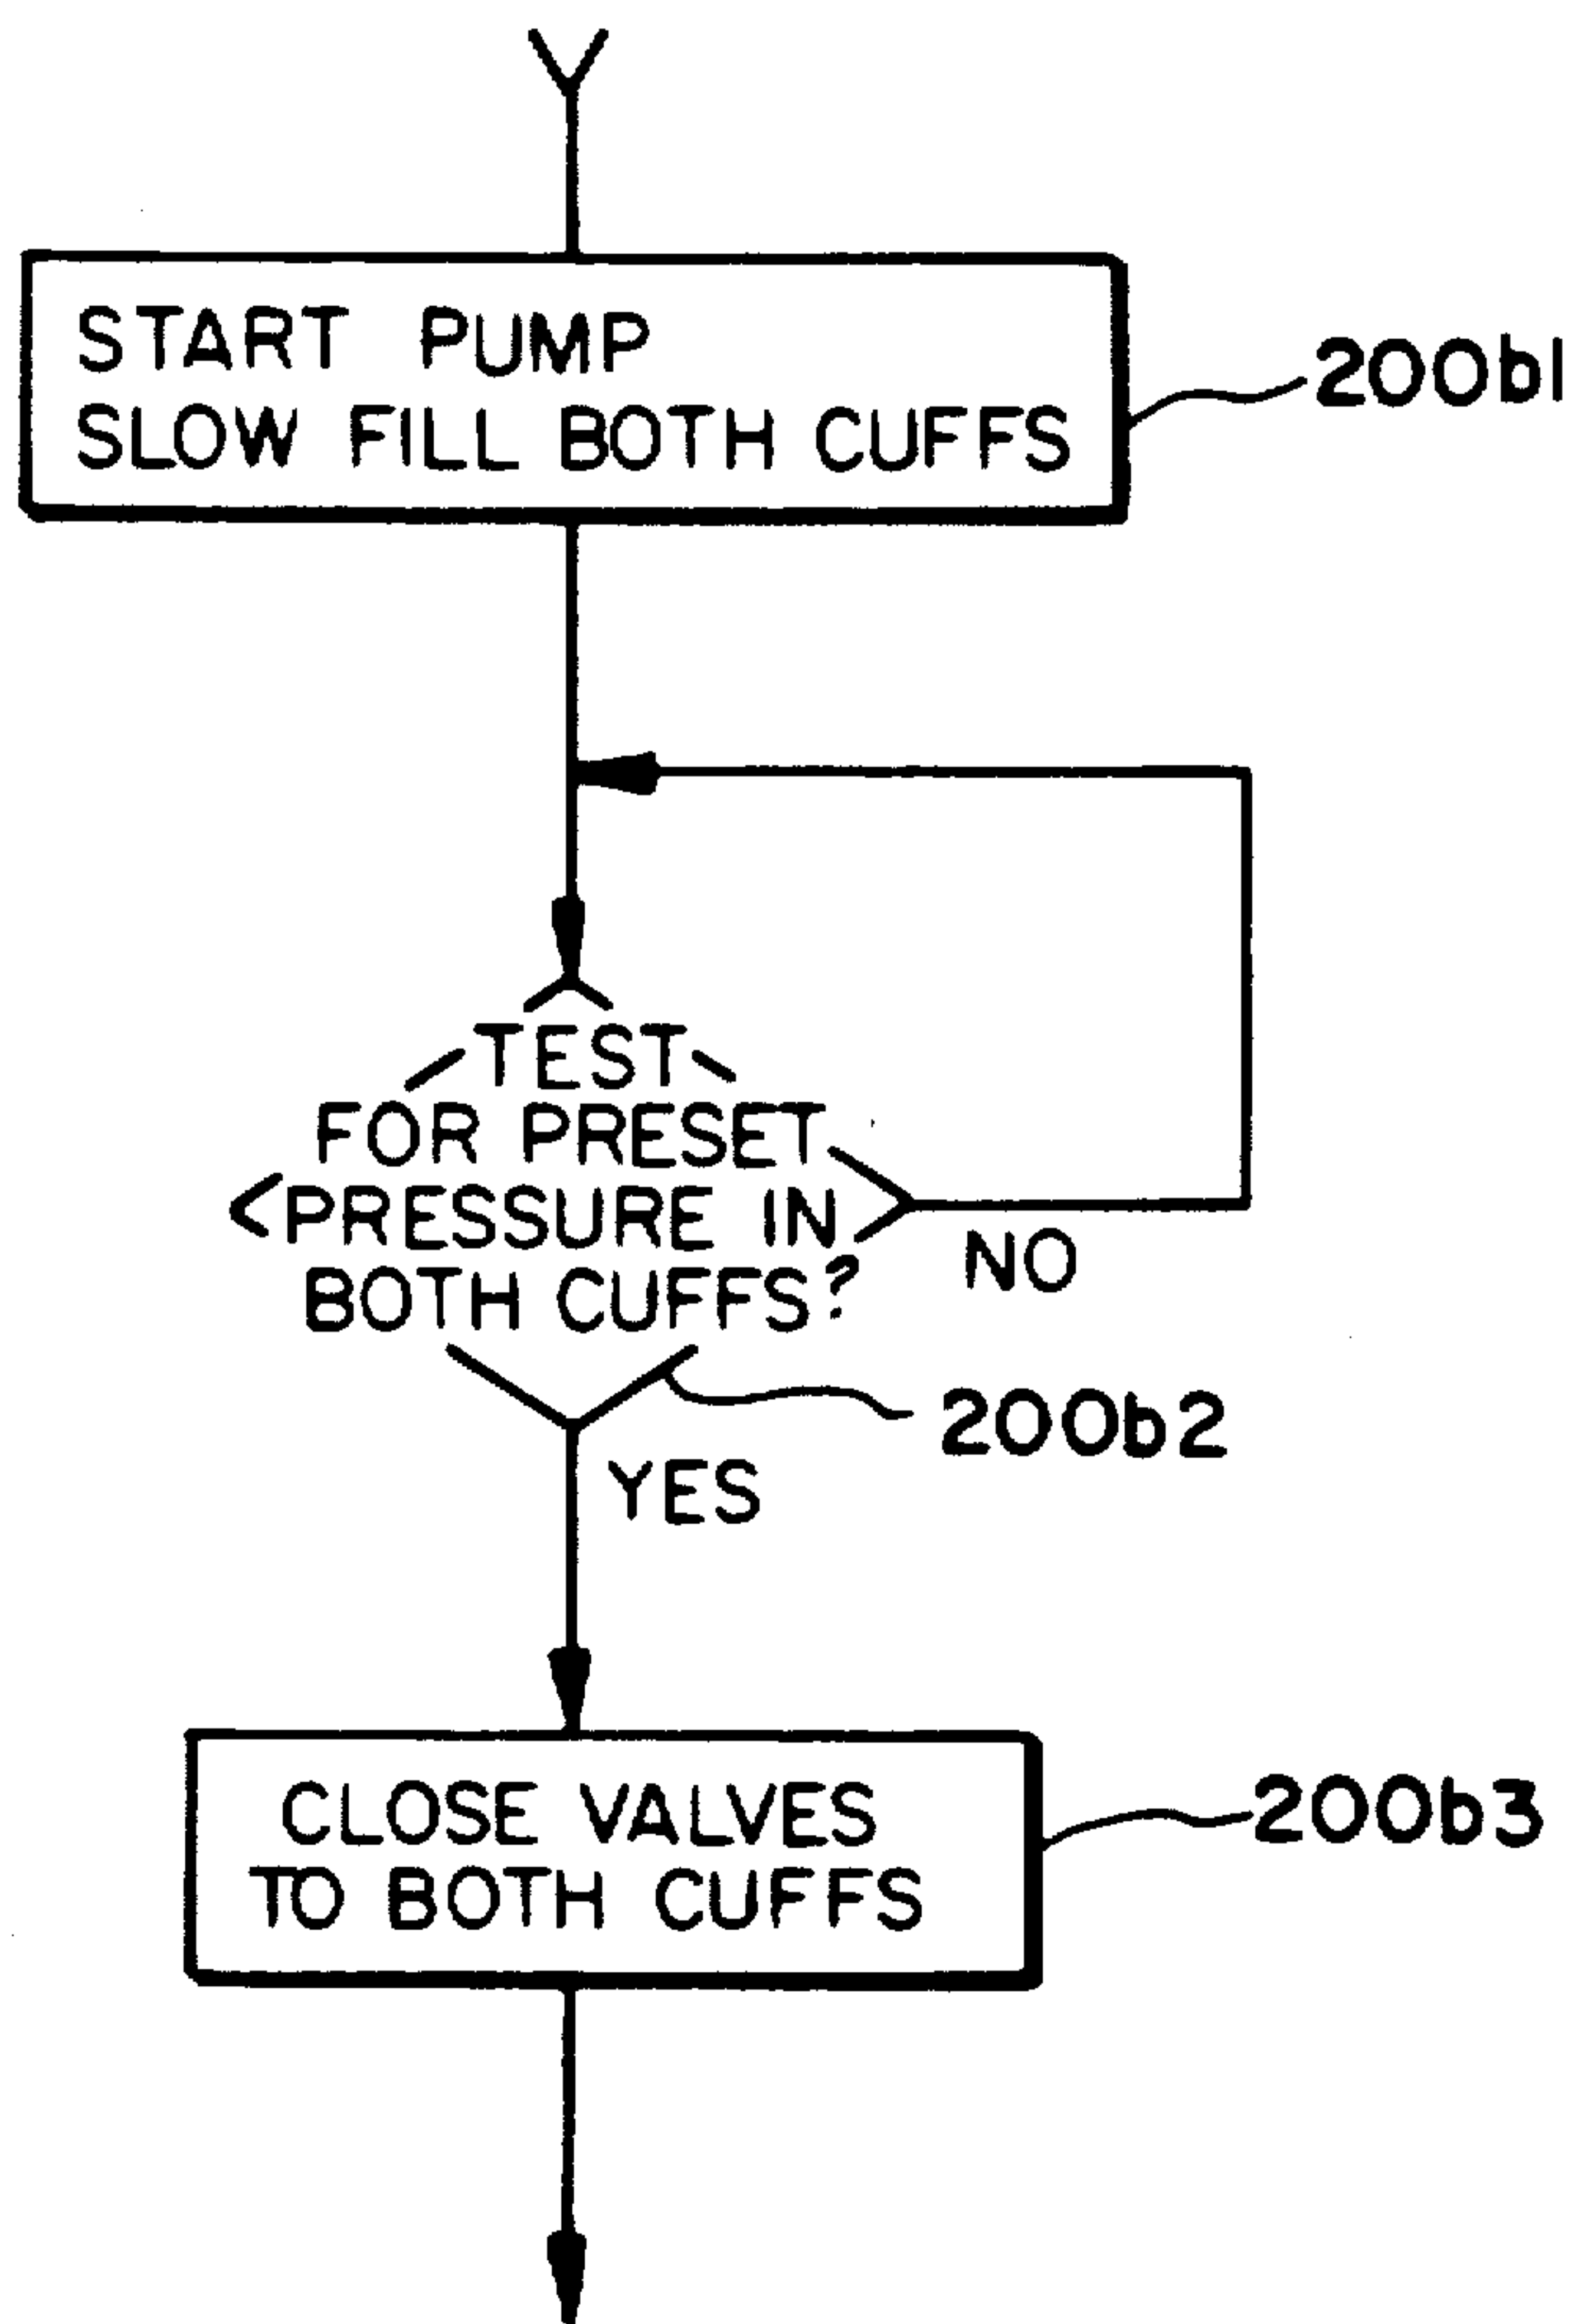 START PUMP
SLOW FILL BOTH CUFFS
200b1
TEST
FOR PRESET
PRESSURE IN
BOTH CUFFS?
NO
200b2
YES
CLOSE VALVES
TO BOTH CUFFS
200b3